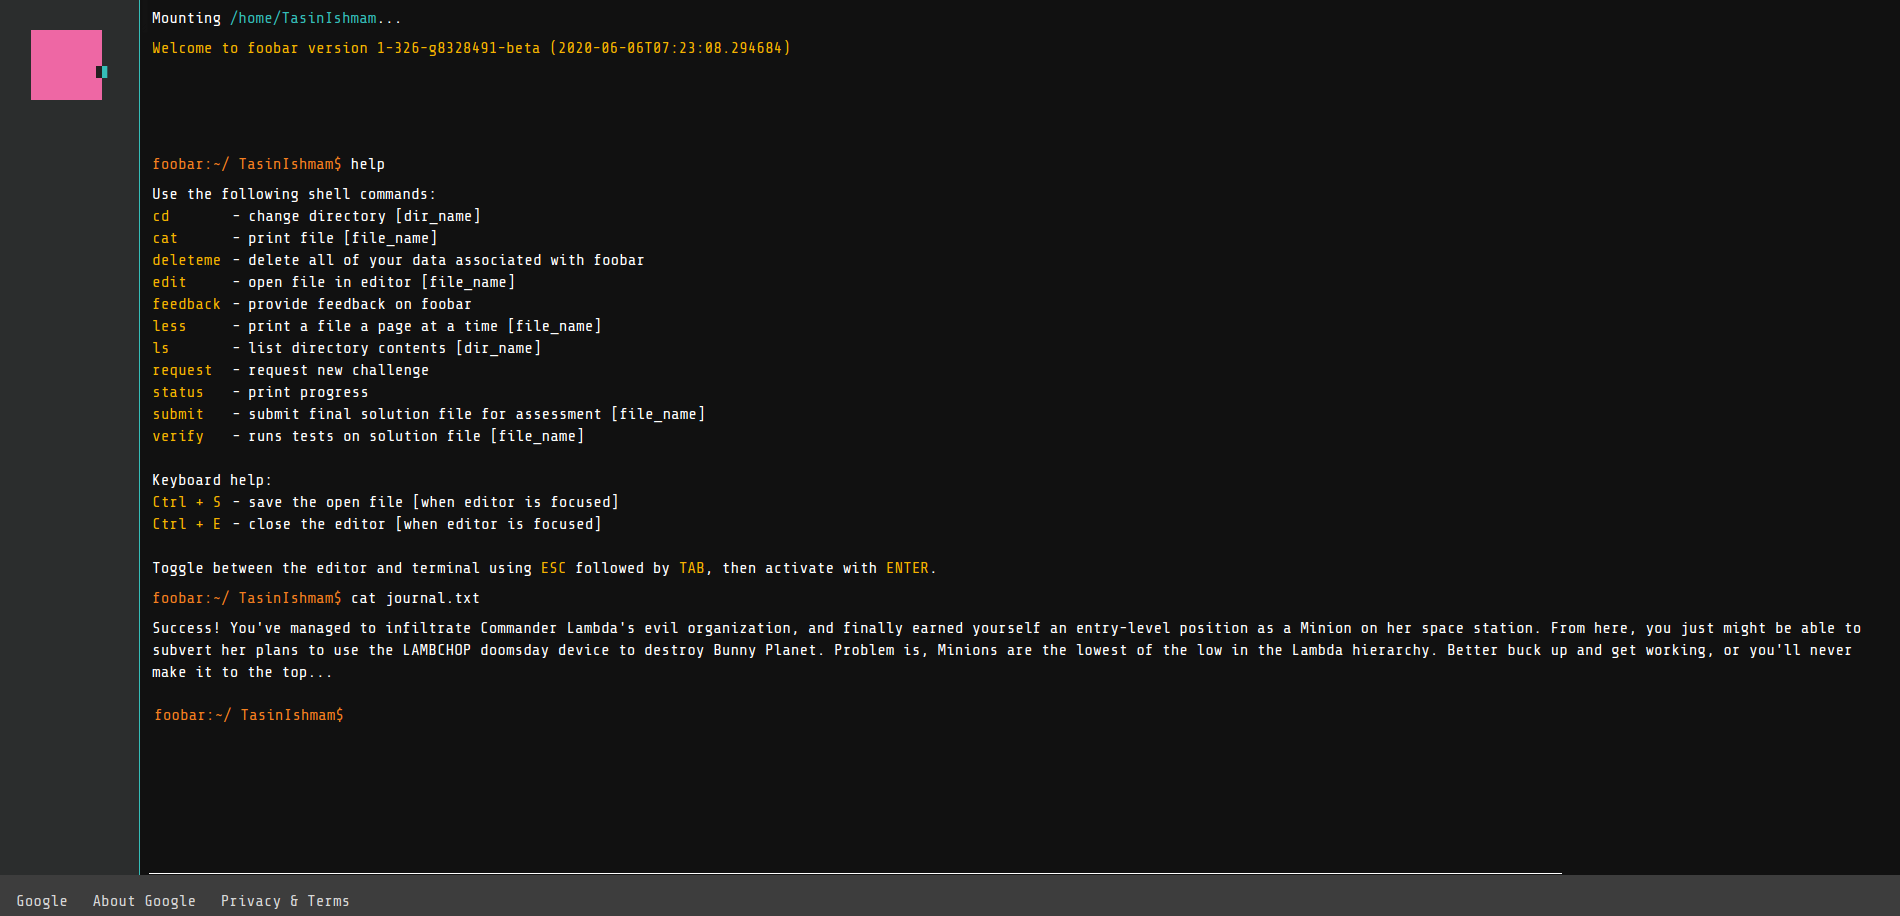 Mounting /home/TasinIshmam...
Welcome to foobar version 1-326-g8328491-beta (2020-06-06T07:23:08.294684)
foobar:~/ TasinIshmam$ help
Use the following shell commands:
cd - change directory [dir_name]
cat - print file [file_name]
deleteme - delete all of your data associated with foobar
edit - open file in editor [file_name]
feedback - provide feedback on foobar
less - print a file a page at a time [file_name]
ls - list directory contents [dir_name]
request - request new challenge
status - print progress
submit - submit final solution file for assessment [file_name]
verify - runs tests on solution file [file_name]
Keyboard help:
Ctrl + S - save the open file [when editor is focused]
Ctrl + E - close the editor [when editor is focused]
Toggle between the editor and terminal using ESC followed by TAB, then activate with ENTER.
foobar:~/ TasinIshmam$ cat journal.txt
Success! You've managed to infiltrate Commander Lambda's evil organization, and finally earned yourself an entry-level position as a Minion on her space station. From here, you just might be able to
subvert her plans to use the LAMBCHOP doomsday device to destroy Bunny Planet. Problem is, Minions are the lowest of the low in the Lambda hierarchy. Better buck up and get working, or you'll never
make it to the top...
foobar:~/ TasinIshmam$
Google About Google Privacy & Terms